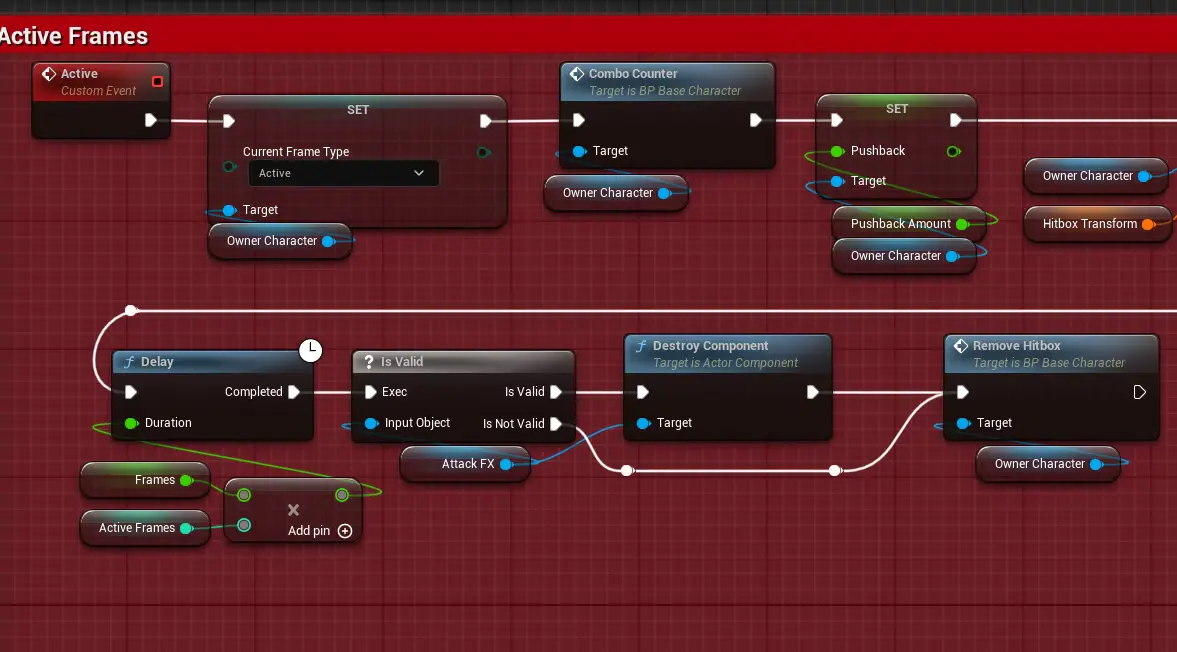 Active Frames
Active
Custom Event
SET
Current Frame Type
Active
Target
Owner Character
Combo Counter
Target is BP Base Character
Target
Owner Character
SET
Pushback
Target
Pushback Amount
Owner Character
Owner Character
Hitbox Transform
Delay
Completed
Duration
Frames
Active Frames
Add pin
? Is Valid
Exec Is Valid
Input Object Is Not Valid
Attack FX
Destroy Component
Target is Actor Component
Target
Remove Hitbox
Target is BP Base Character
Target
Owner Character